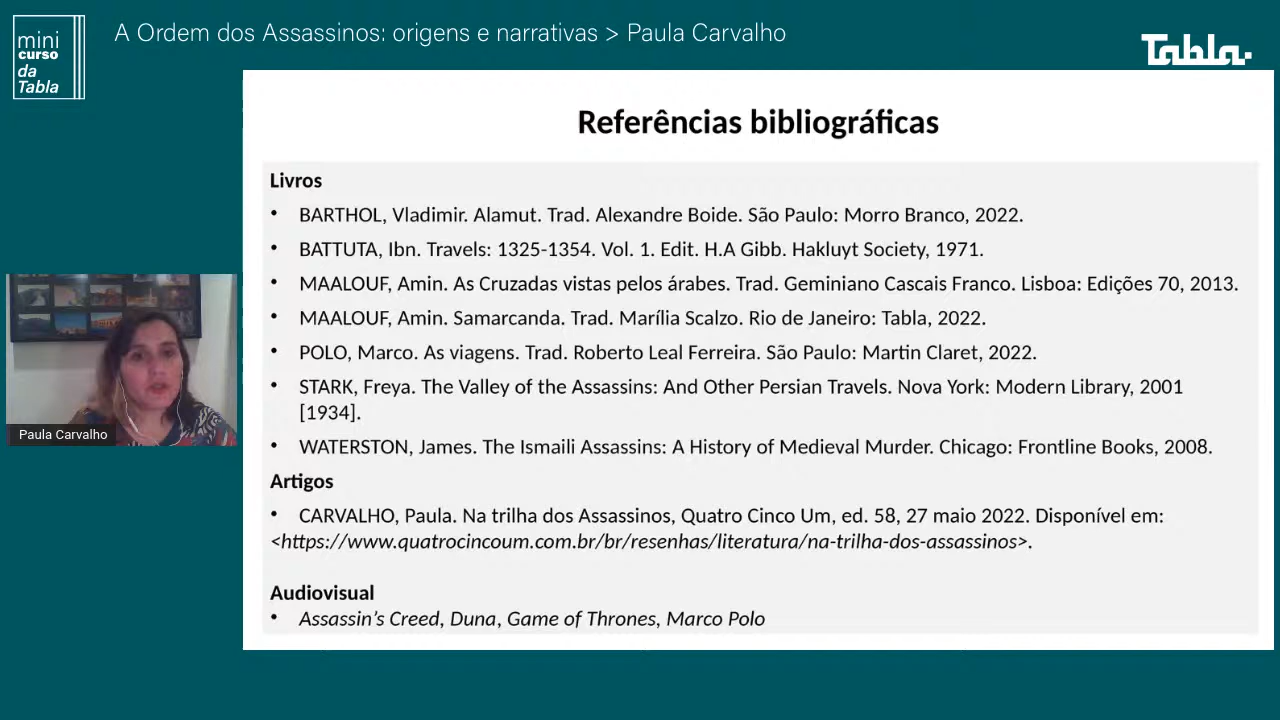 mini
curso
da
Tabla
A Ordem dos Assassinos: origens e narrativas > Paula Carvalho
Tabla.
Referências bibliográficas
Livros
• BARTHOL, Vladimir. Alamut. Trad. Alexandre Boide. São Paulo: Morro Branco, 2022.
• BATTUTA, Ibn. Travels: 1325-1354. Vol. 1. Edit. H.A Gibb. Hakluyt Society, 1971.
• MAALOUF, Amin. As Cruzadas vistas pelos árabes. Trad. Geminiano Cascais Franco. Lisboa: Edições 70, 2013.
• MAALOUF, Amin. Samarcanda. Trad. Marília Scalzo. Rio de Janeiro: Tabla, 2022.
• POLO, Marco. As viagens. Trad. Roberto Leal Ferreira. São Paulo: Martin Claret, 2022.
• STARK, Freya. The Valley of the Assassins: And Other Persian Travels. Nova York: Modern Library, 2001
[1934].
• WATERSTON, James. The Ismaili Assassins: A History of Medieval Murder. Chicago: Frontline Books, 2008.
Artigos
• CARVALHO, Paula. Na trilha dos Assassinos, Quatro Cinco Um, ed. 58, 27 maio 2022. Disponível em:
<https://www.quatrocincoum.com.br/br/resenhas/literatura/na-trilha-dos-assassinos>.
Audiovisual
• Assassin’s Creed, Duna, Game of Thrones, Marco Polo
Paula Carvalho